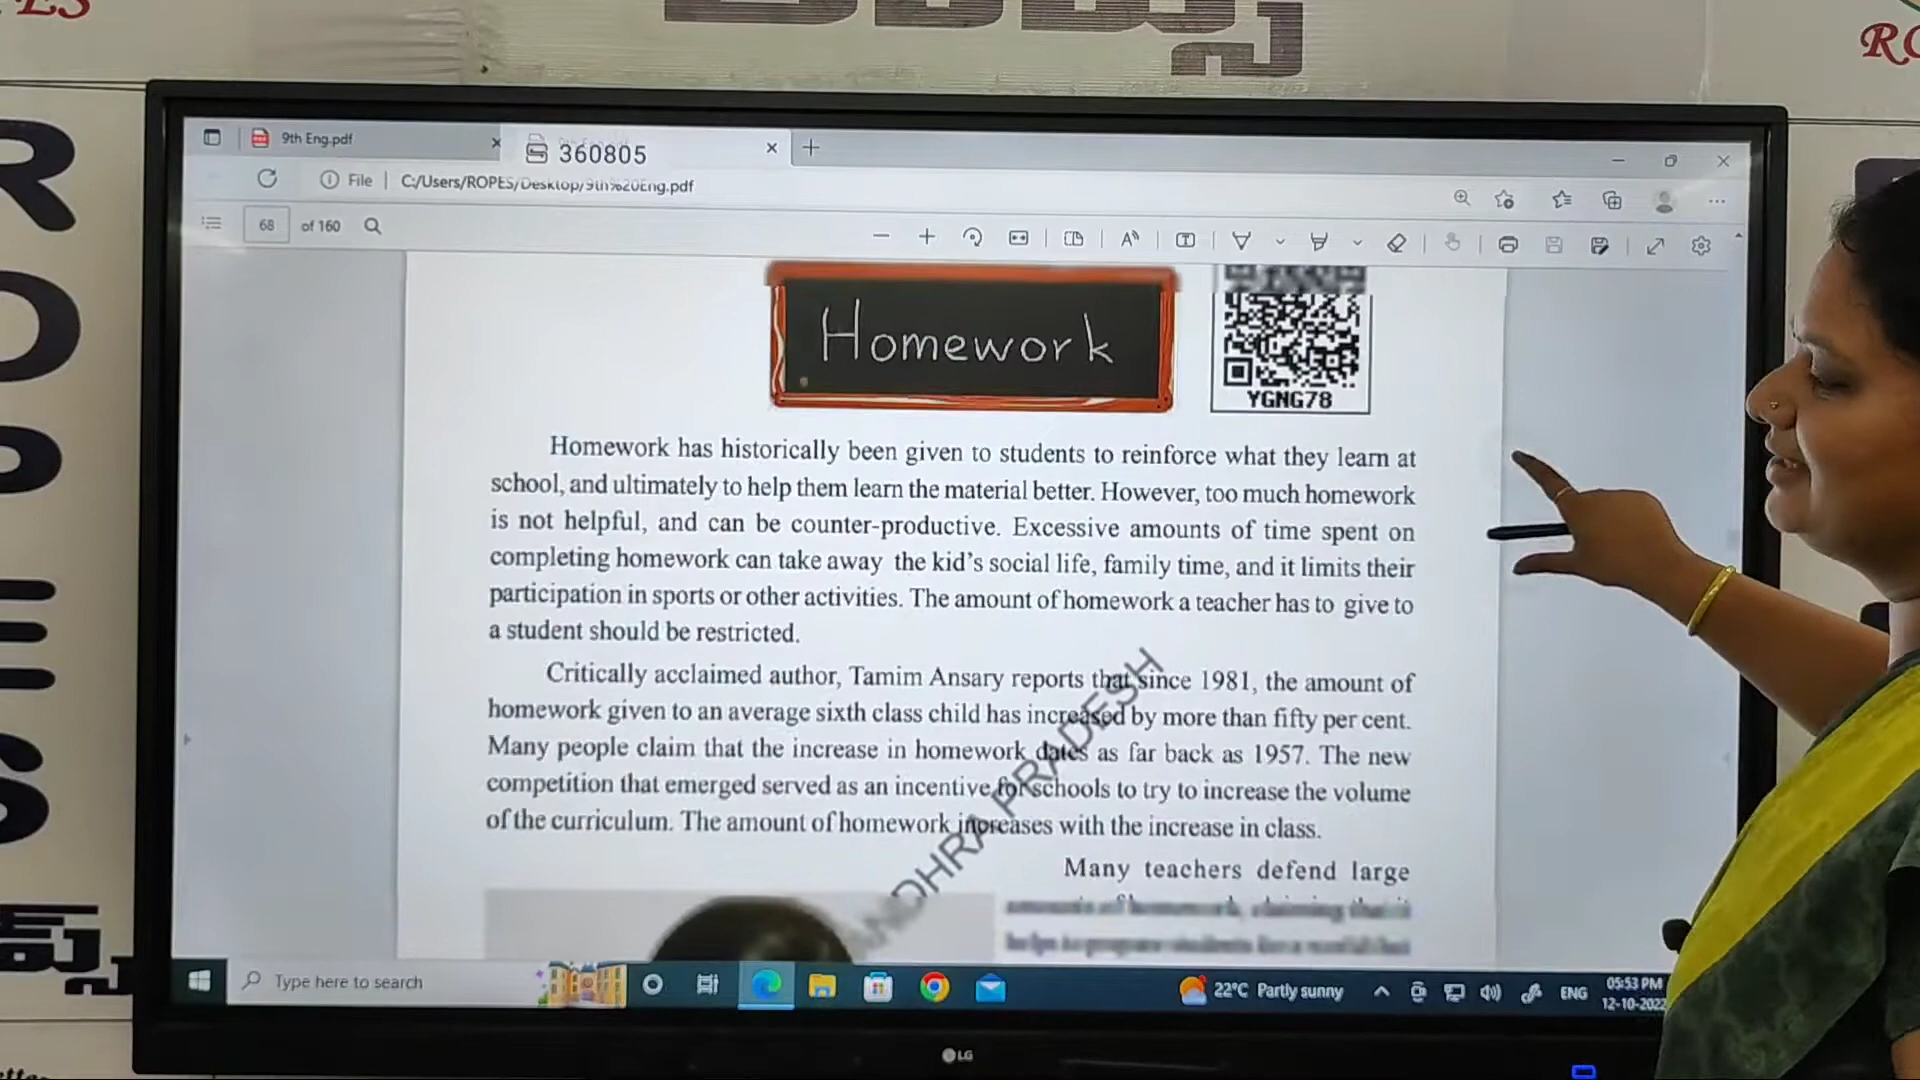 RO
R
O
P
E
S
9th Eng.pdf
360805
File
C:/Users/ROPES/Desktop/9th%20Eng.pdf
68 of 160
Homework
YGNG78
Homework has historically been given to students to reinforce what they learn at
school, and ultimately to help them learn the material better. However, too much homework
is not helpful, and can be counter-productive. Excessive amounts of time spent on
completing homework can take away the kid's social life, family time, and it limits their
participation in sports or other activities. The amount of homework a teacher has to give to
a student should be restricted.
Critically acclaimed author, Tamim Ansary reports that since 1981, the amount of
homework given to an average sixth class child has increased by more than fifty per cent.
Many people claim that the increase in homework dates as far back as 1957. The new
competition that emerged served as an incentive for schools to try to increase the volume
of the curriculum. The amount of homework increases with the increase in class.
ANDHRA PRADESH
Many teachers defend large
amounts of homework, claiming that it
Type here to search
22°C Partly sunny
ENG
05:53 PM
12-10-2022
LG